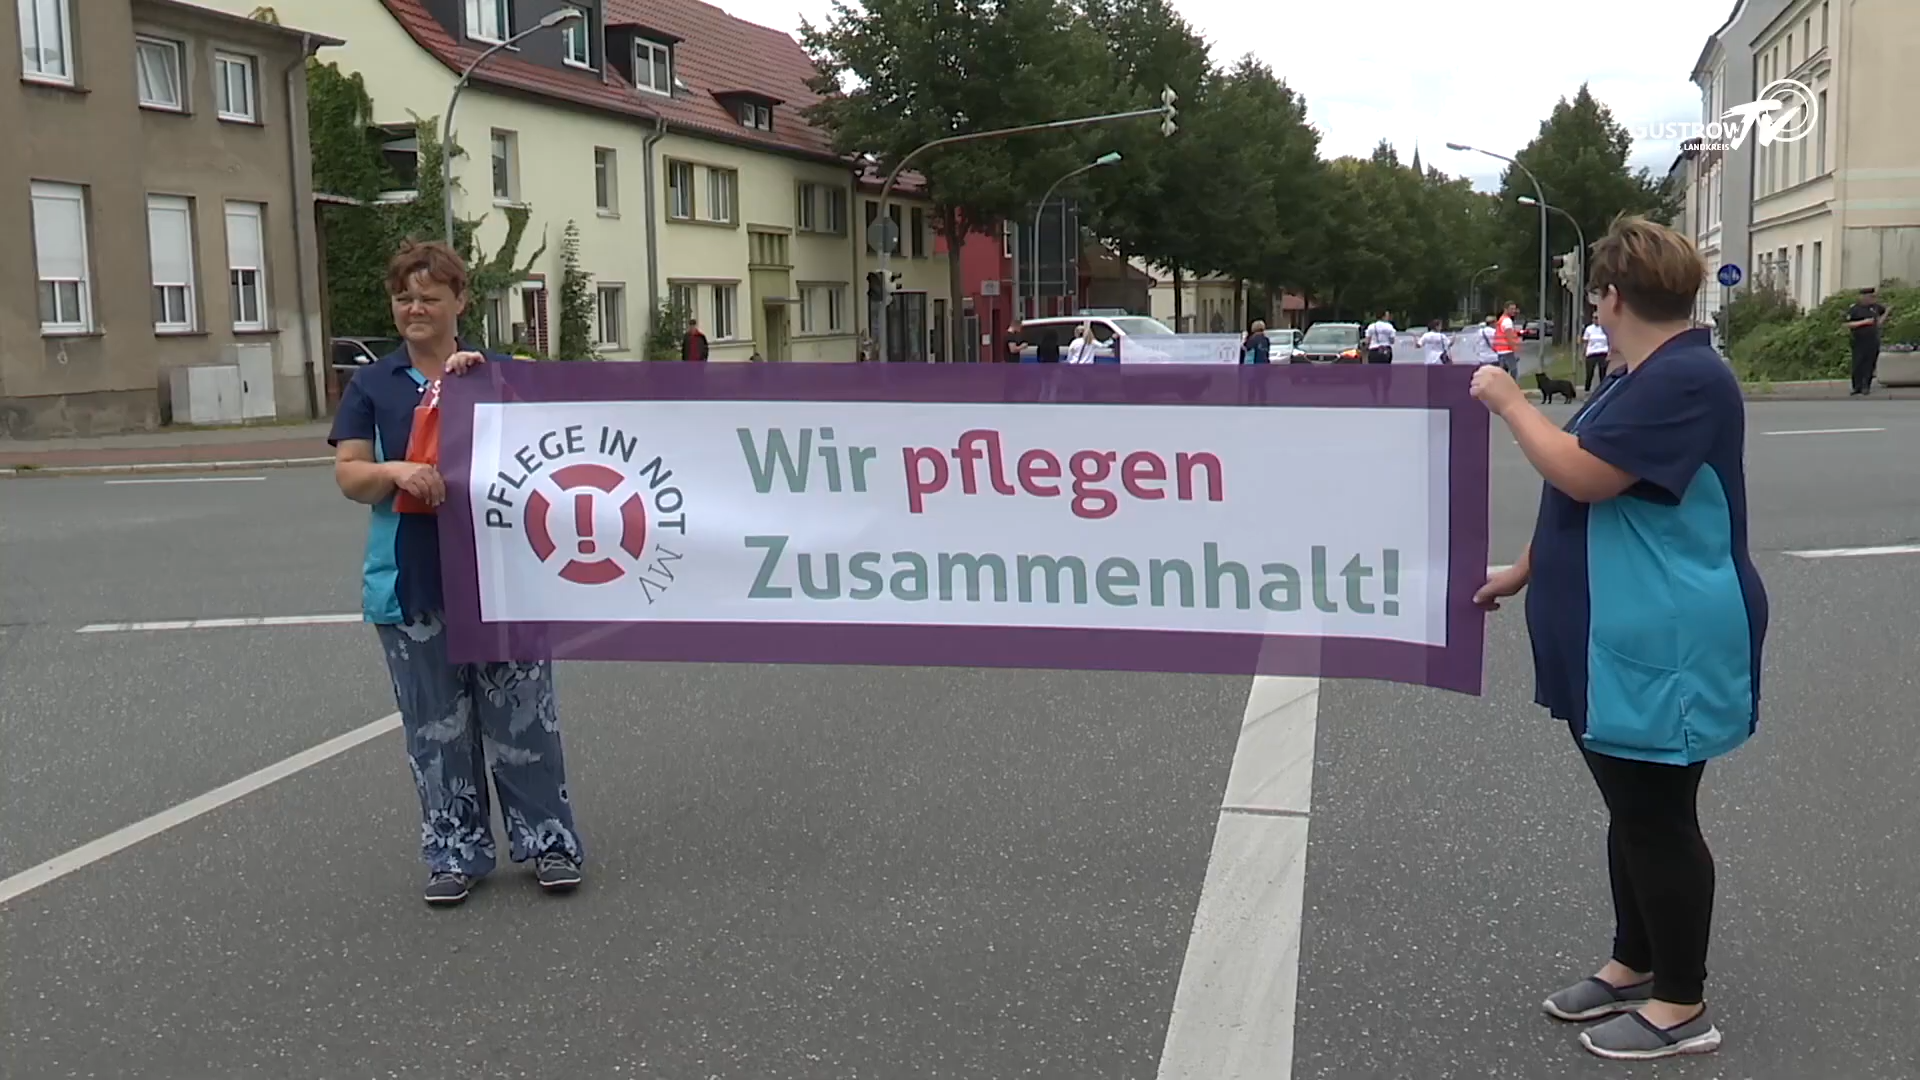 GÜSTROW TV
LANDKREIS
PFLEGE IN NOT MV
!
Wir pflegen
Zusammenhalt!